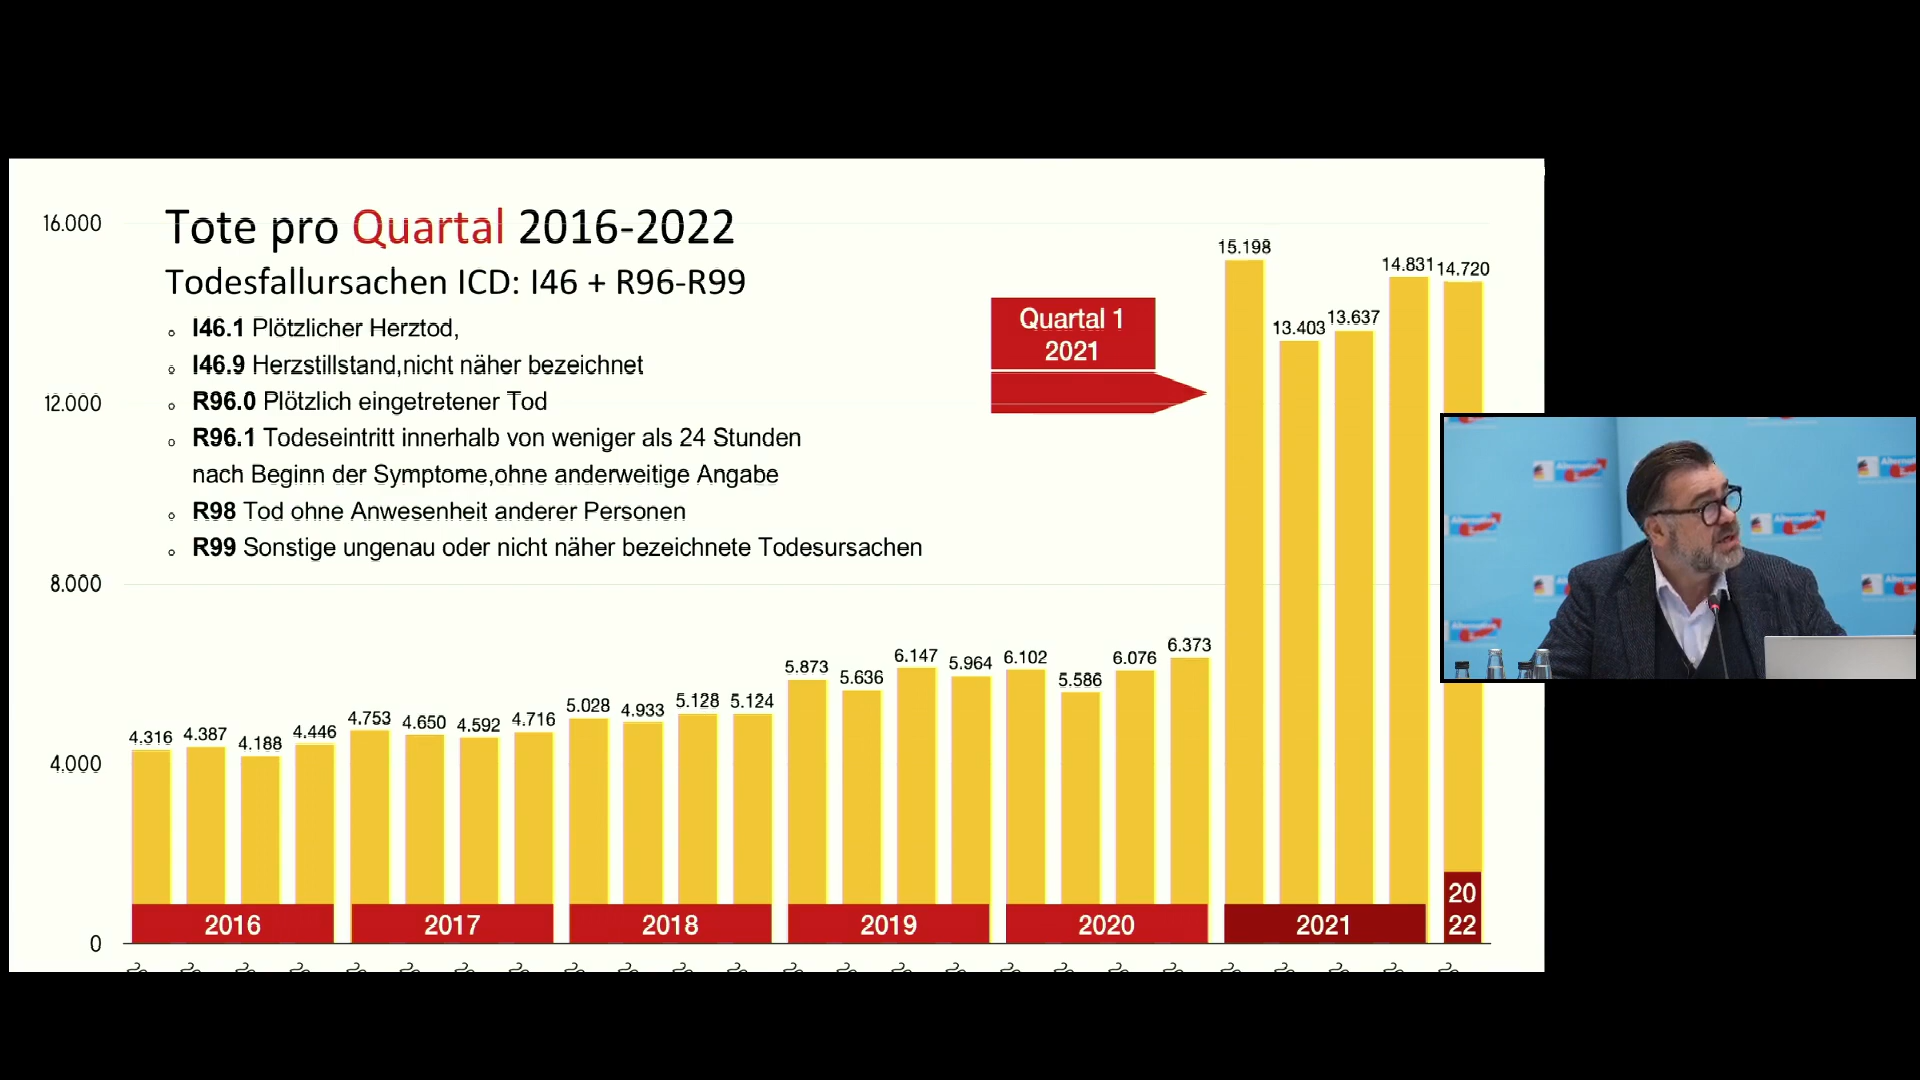 Tote pro Quartal 2016-2022
Todesfallursachen ICD: I46 + R96-R99
I46.1 Plötzlicher Herztod,
I46.9 Herzstillstand,nicht näher bezeichnet
R96.0 Plötzlich eingetretener Tod
R96.1 Todeseintritt innerhalb von weniger als 24 Stunden
nach Beginn der Symptome,ohne anderweitige Angabe
R98 Tod ohne Anwesenheit anderer Personen
R99 Sonstige ungenau oder nicht näher bezeichnete Todesursachen
Quartal 1
2021
16.000
12.000
8.000
4.000
0
4.316 4.387 4.188 4.446 4.753 4.650 4.592 4.716 5.028 4.933 5.128 5.124 5.873 5.636 6.147 5.964 6.102 5.586 6.076 6.373 15.198 13.403 13.637 14.831 14.720
2016 2017 2018 2019 2020 2021 20
22